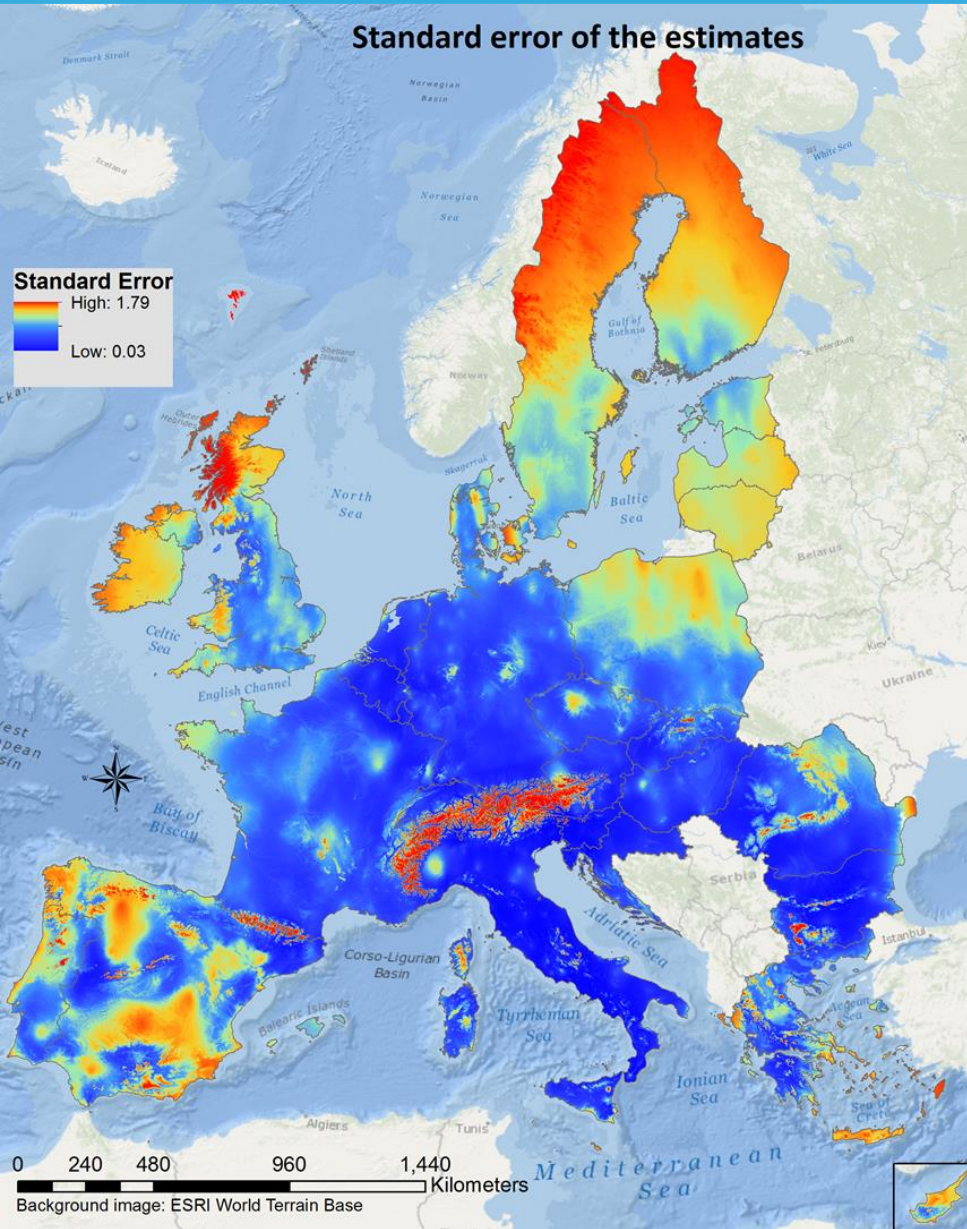 Standard error of the estimates
Denmark Strait
Norwegian
Basin
White Sea
Iceland
Norwegian
Sea
Standard Error
High: 1.79
Low: 0.03
Gulf of
Bothnia
Shetland
Islands
St. Petersburg
Norway
Outer
Hebrides
Skagerrak
North
Sea
Baltic
Sea
Belarus
Celtic
Sea
Kiev
Ukraine
English Channel
Bay of
Biscay
Serbia
Adriatic Sea
Istanbul
Corso-Ligurian
Basin
Balearic Islands
Tyrrhenian
Sea
Aegean
Sea
Ionian
Sea
Sea of
Crete
Algiers
Tunis
Mediterranean
Sea
0 240 480 960 1,440
Kilometers
Background image: ESRI World Terrain Base